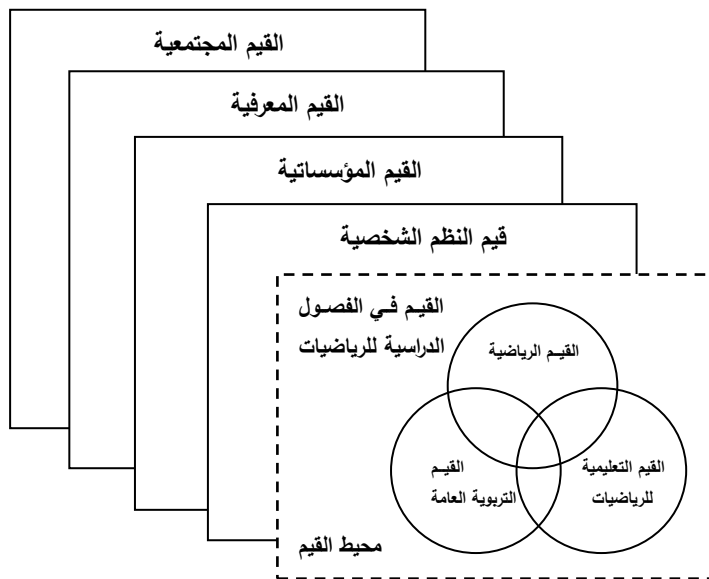 القيم المجتمعية
القيم المعرفية
القيم المؤسساتية
قيم النظم الشخصية
القيم في الفصول
الدراسية للرياضيات
القيم الرياضية
القيم التعليمية
للرياضيات
القيم
التربوية العامة
محيط القيم